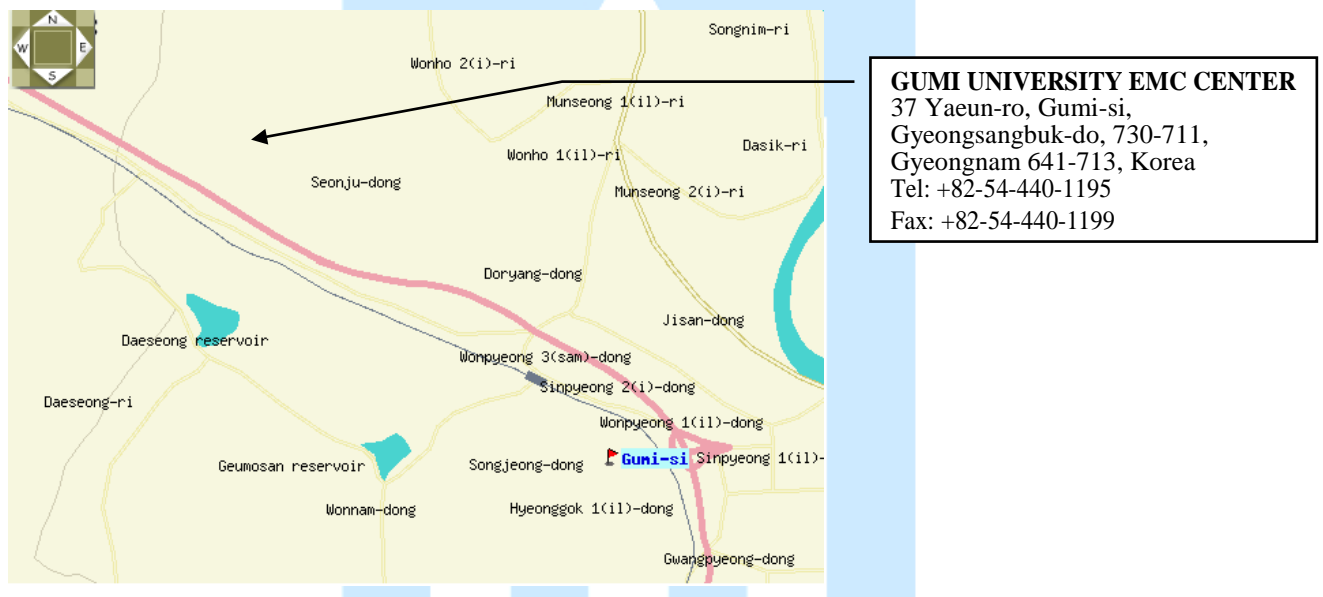 N
W E
S
Songnim-ri
Wonho 2(i)-ri
Munseong 1(il)-ri
Dasik-ri
Wonho 1(il)-ri
Seonju-dong
Munseong 2(i)-ri
Doryang-dong
Jisan-dong
Daeseong reservoir
Wonpyeong 3(sam)-dong
Sinpyeong 2(i)-dong
Daeseong-ri
Wonpyeong 1(il)-dong
Gumi-si
Sinpyeong 1(il)-
Geumosan reservoir
Songjeong-dong
Wonnam-dong
Hyeonggok 1(il)-dong
Gwangpyeong-dong
GUMI UNIVERSITY EMC CENTER
37 Yaeun-ro, Gumi-si,
Gyeongsangbuk-do, 730-711,
Gyeongnam 641-713, Korea
Tel: +82-54-440-1195
Fax: +82-54-440-1199